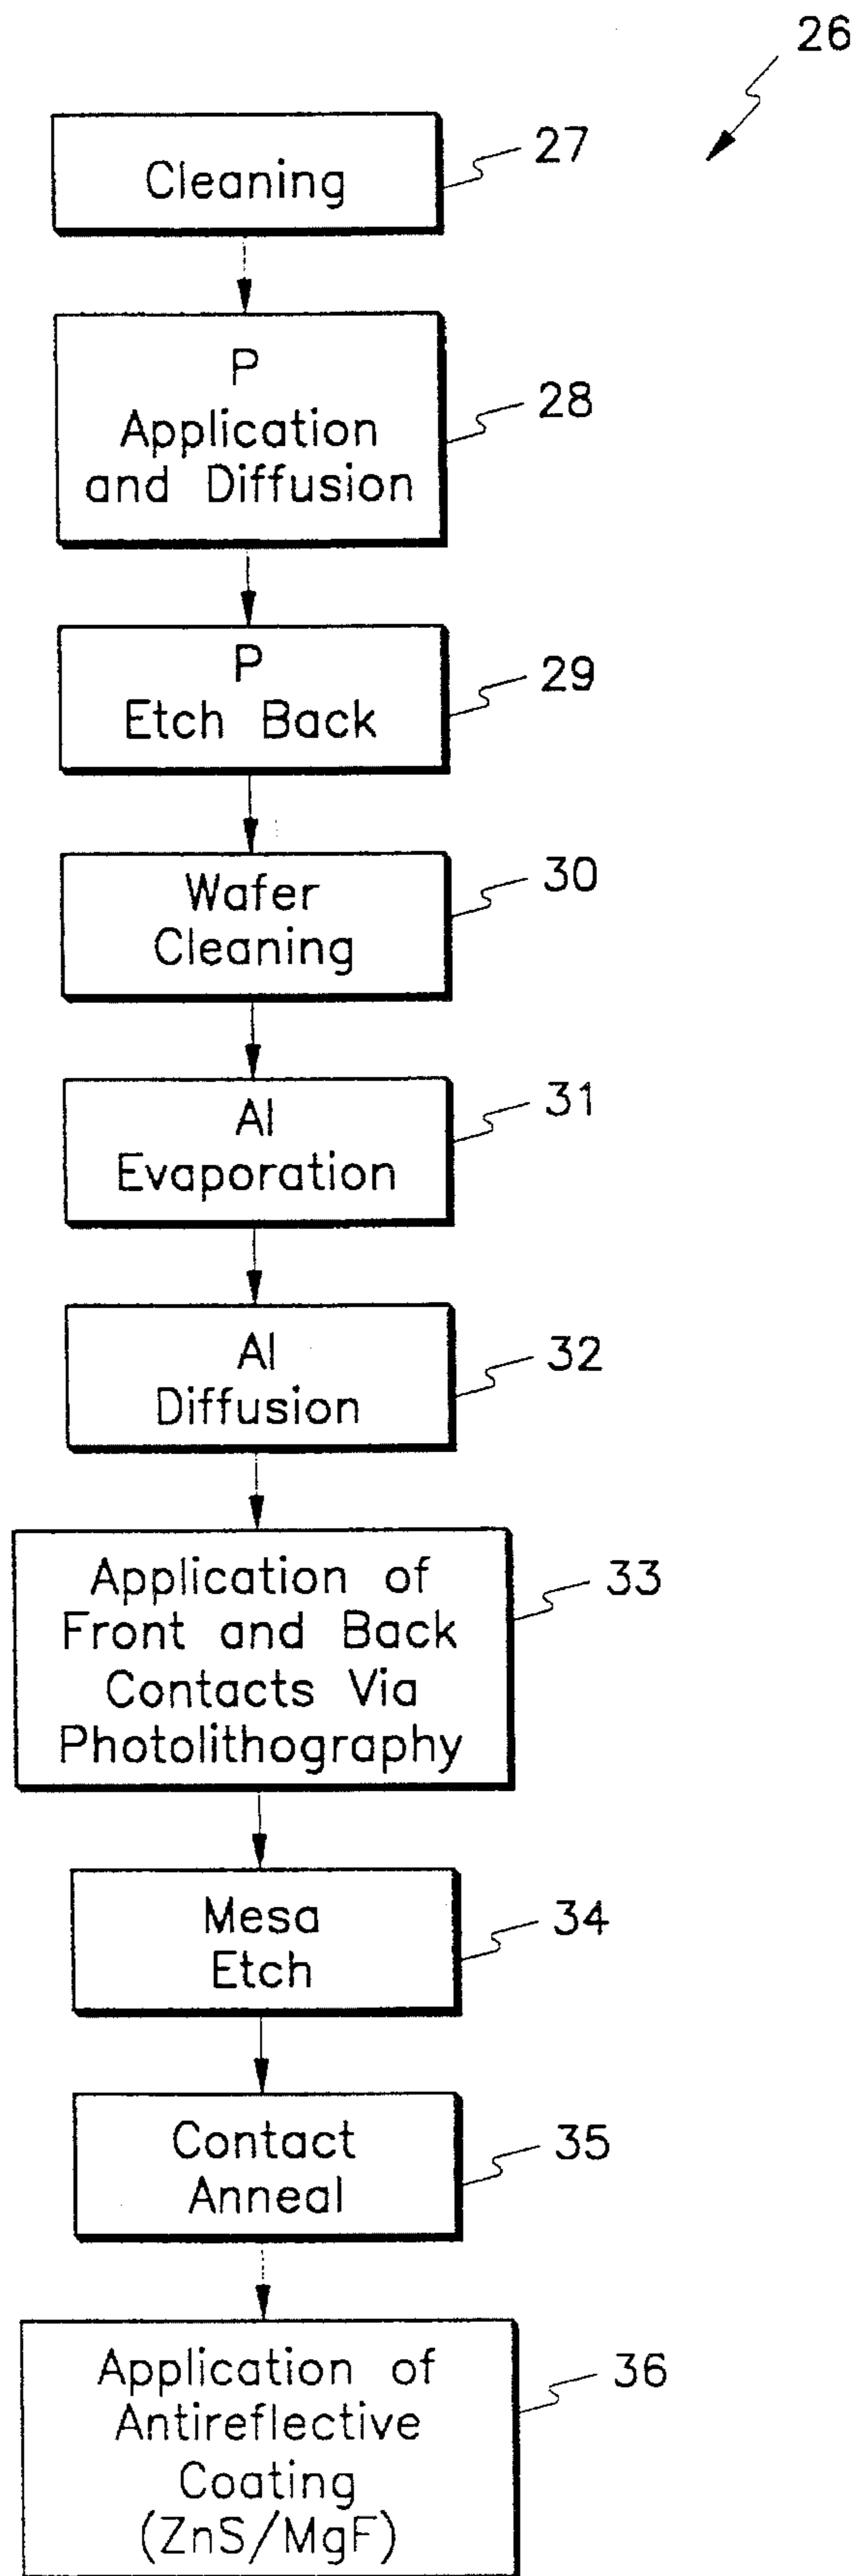 26
Cleaning
27
P
Application
and Diffusion
28
P
Etch Back
29
Wafer
Cleaning
30
Al
Evaporation
31
Al
Diffusion
32
Application of
Front and Back
Contacts Via
Photolithography
33
Mesa
Etch
34
Contact
Anneal
35
Application of
Antireflective
Coating
(ZnS/MgF)
36